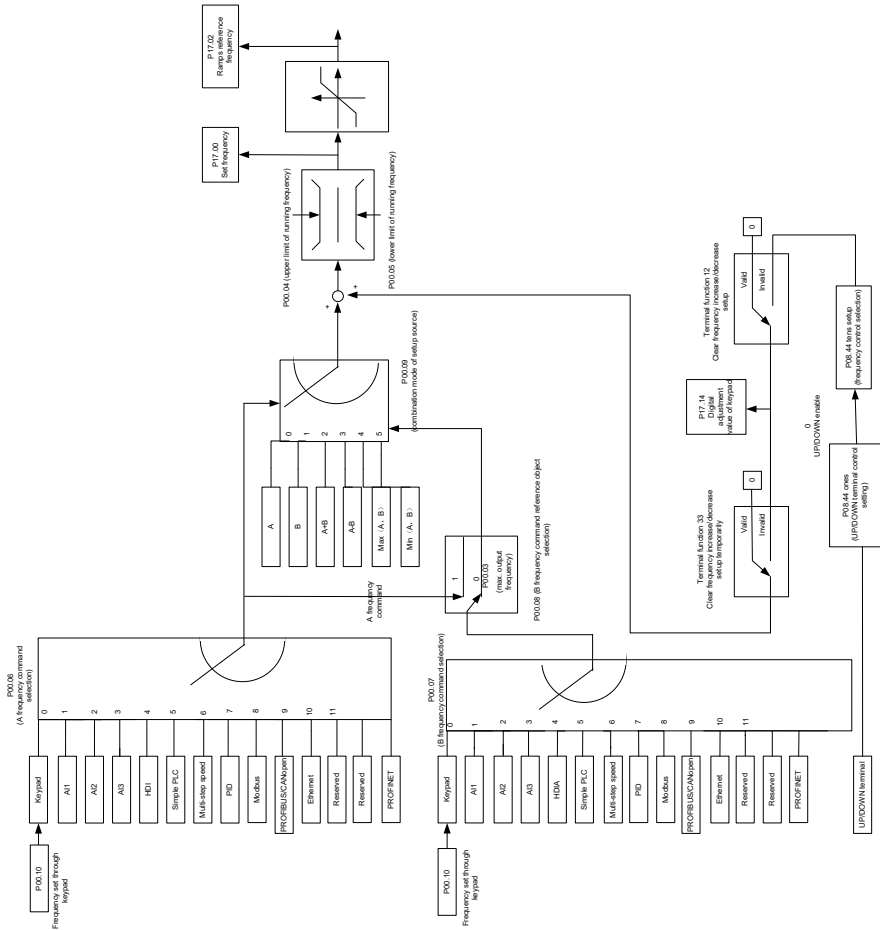 P00.10
Frequency set through
keypad
Keypad
AI1
AI2
AI3
HDI
Simple PLC
Multi-step speed
PID
Modbus
PROFIBUS/CANopen
Ethernet
Reserved
Reserved
PROFINET
P00.06
(A frequency command
selection)
0
1
2
3
4
5
6
7
8
9
10
11
A frequency
command
P00.10
Frequency set through
keypad
Keypad
AI1
AI2
AI3
HDIA
Simple PLC
Multi-step speed
PID
Modbus
PROFIBUS/CANopen
Ethernet
Reserved
Reserved
PROFINET
P00.07
(B frequency command selection)
0
1
2
3
4
5
6
7
8
9
10
11
1
0
P00.03
(max. output
frequency)
P00.08 (B frequency command reference object
selection)
A
B
A+B
A-B
Max（A，B）
Min（A，B）
0
1
2
3
4
5
P00.09
(combination mode of setup source)
+
+
P00.04 (upper limit of running frequency)
P00.05 (lower limit of running frequency)
P17.00
Set frequency
P17.02
Ramps reference
frequency
UP/DOWN terminal
P08.44 ones
(UP/DOWN terminal control
setting)
0
UP/DOWN enable
P08.44 tens setup
(frequency control selection)
Terminal function 33
Clear frequency increase/decrease
setup temporarily
Valid
Invalid
0
P17.14
Digital
adjustment
value of keypad
Terminal function 12
Clear frequency increase/decrease
setup
Valid
Invalid
0